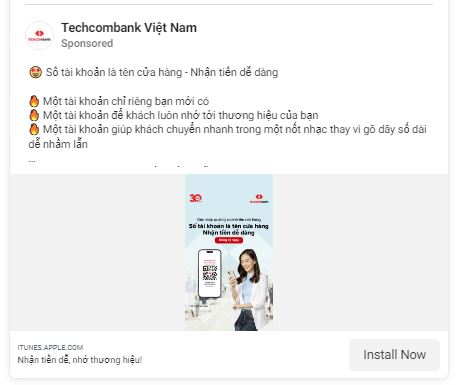 Techcombank Việt Nam
Sponsored
🤩 Số tài khoản là tên cửa hàng - Nhận tiền dễ dàng
🔥 Một tài khoản chỉ riêng bạn mới có
🔥 Một tài khoản để khách luôn nhớ tới thương hiệu của bạn
🔥 Một tài khoản giúp khách chuyển nhanh trong một nốt nhạc thay vì gõ dãy số dài
dễ nhầm lẫn
...
TECHCOMBANK
30
TECHCOMBANK
Số tài khoản là tên cửa hàng
Nhận tiền dễ dàng
ITUNES.APPLE.COM
Nhận tiền dễ, nhớ thương hiệu!
Install Now